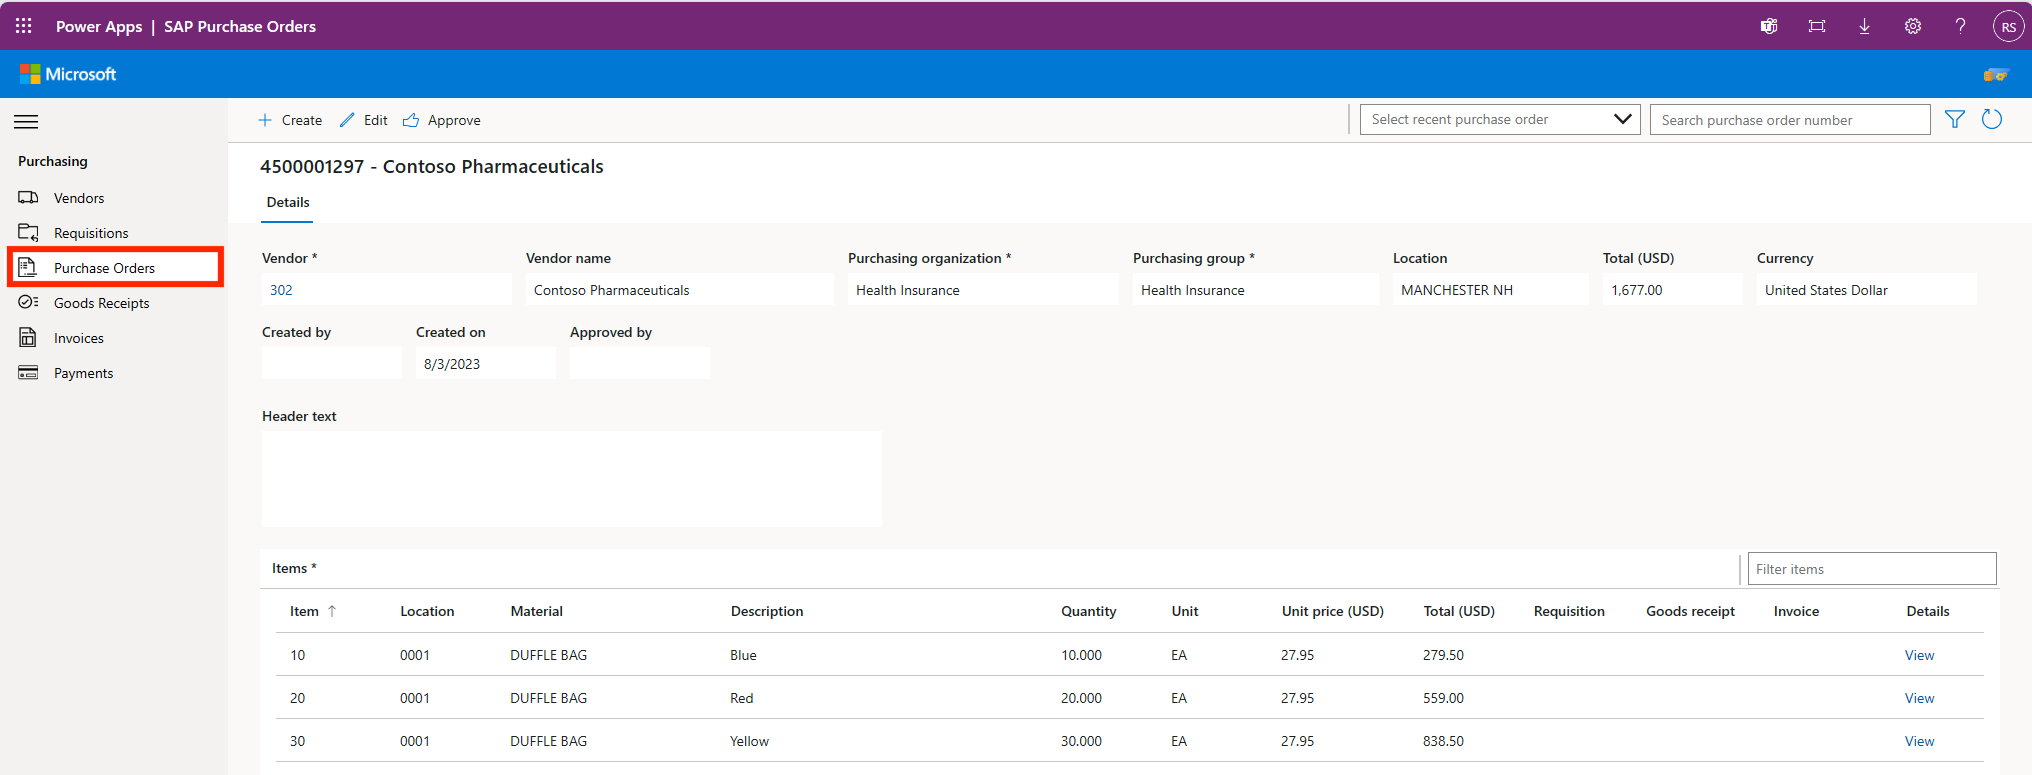 Power Apps | SAP Purchase Orders
? RS
Microsoft
Create Edit Approve Select recent purchase order Search purchase order number
Purchasing
Vendors
Requisitions
Purchase Orders
Goods Receipts
Invoices
Payments
4500001297 - Contoso Pharmaceuticals
Details
Vendor * Vendor name Purchasing organization * Purchasing group * Location Total (USD) Currency
302 Contoso Pharmaceuticals Health Insurance Health Insurance MANCHESTER NH 1,677.00 United States Dollar
Created by Created on Approved by
8/3/2023
Header text
Items * Filter items
Item ↑ Location Material Description Quantity Unit Unit price (USD) Total (USD) Requisition Goods receipt Invoice Details
10 0001 DUFFLE BAG Blue 10.000 EA 27.95 279.50 View
20 0001 DUFFLE BAG Red 20.000 EA 27.95 559.00 View
30 0001 DUFFLE BAG Yellow 30.000 EA 27.95 838.50 View